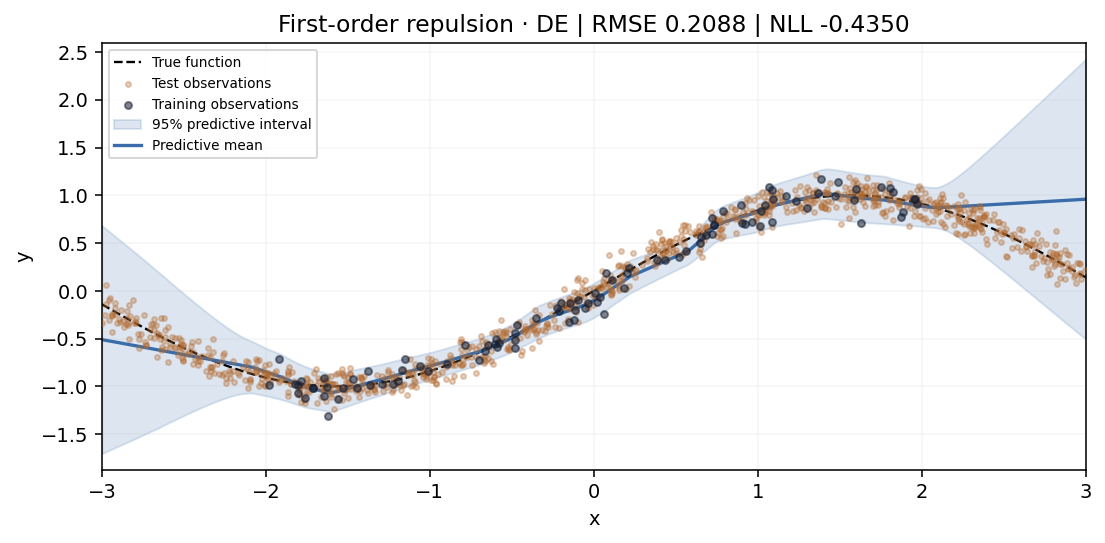 First-order repulsion · DE | RMSE 0.2088 | NLL -0.4350
True function
Test observations
Training observations
95% predictive interval
Predictive mean
2.5
2.0
1.5
1.0
0.5
0.0
−0.5
−1.0
−1.5
y
−3
−2
−1
0
1
2
3
x